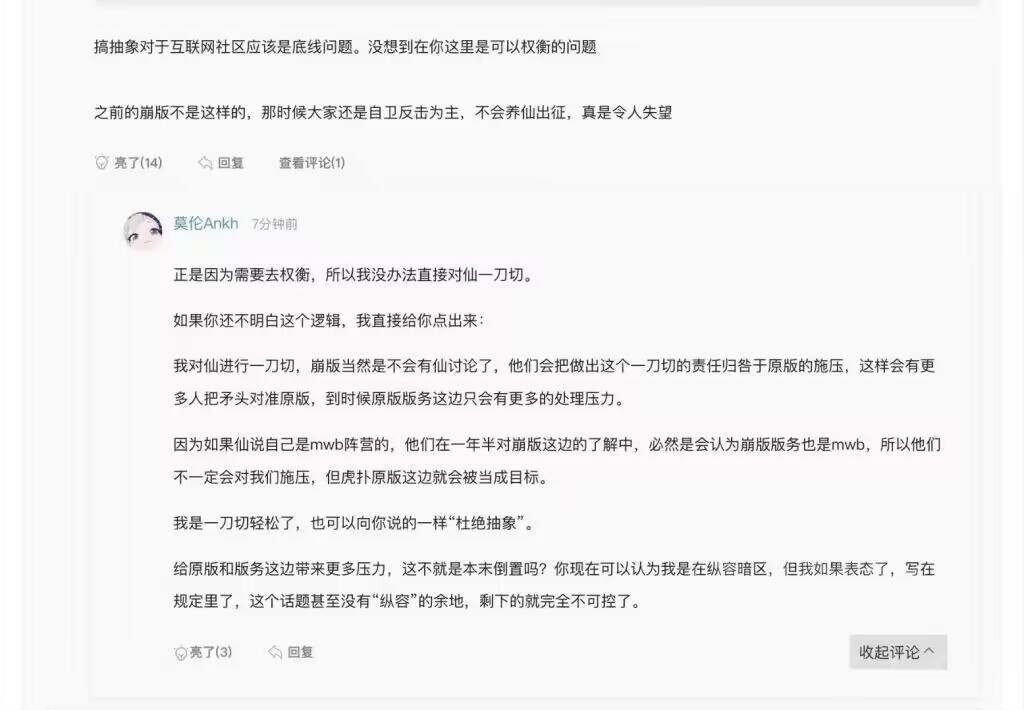 搞抽象对于互联网社区应该是底线问题。没想到在你这里是可以权衡的问题
之前的崩版不是这样的，那时候大家还是自卫反击为主，不会养仙出征，真是令人失望
亮了(14) 回复 查看评论(1)
莫伦Ankh 7分钟前
正是因为需要去权衡，所以我没办法直接对仙一刀切。
如果你还不明白这个逻辑，我直接给你点出来：
我对仙进行一刀切，崩版当然是不会有仙讨论了，他们会把做出这个一刀切的责任归咎于原版的施压，这样会有更
多人把矛头对准原版，到时候原版版务这边只会有更多的处理压力。
因为如果仙说自己是mwb阵营的，他们在一年半对崩版这边的了解中，必然是会认为崩版版务也是mwb，所以他们
不一定会对我们施压，但虎扑原版这边就会被当成目标。
我是一刀切轻松了，也可以向你说的一样“杜绝抽象”。
给原版和版务这边带来更多压力，这不就是本末倒置吗？你现在可以认为我是在纵容暗区，但我如果表态了，写在
规定里了，这个话题甚至没有“纵容”的余地，剩下的就完全不可控了。
亮了(3) 回复 收起评论